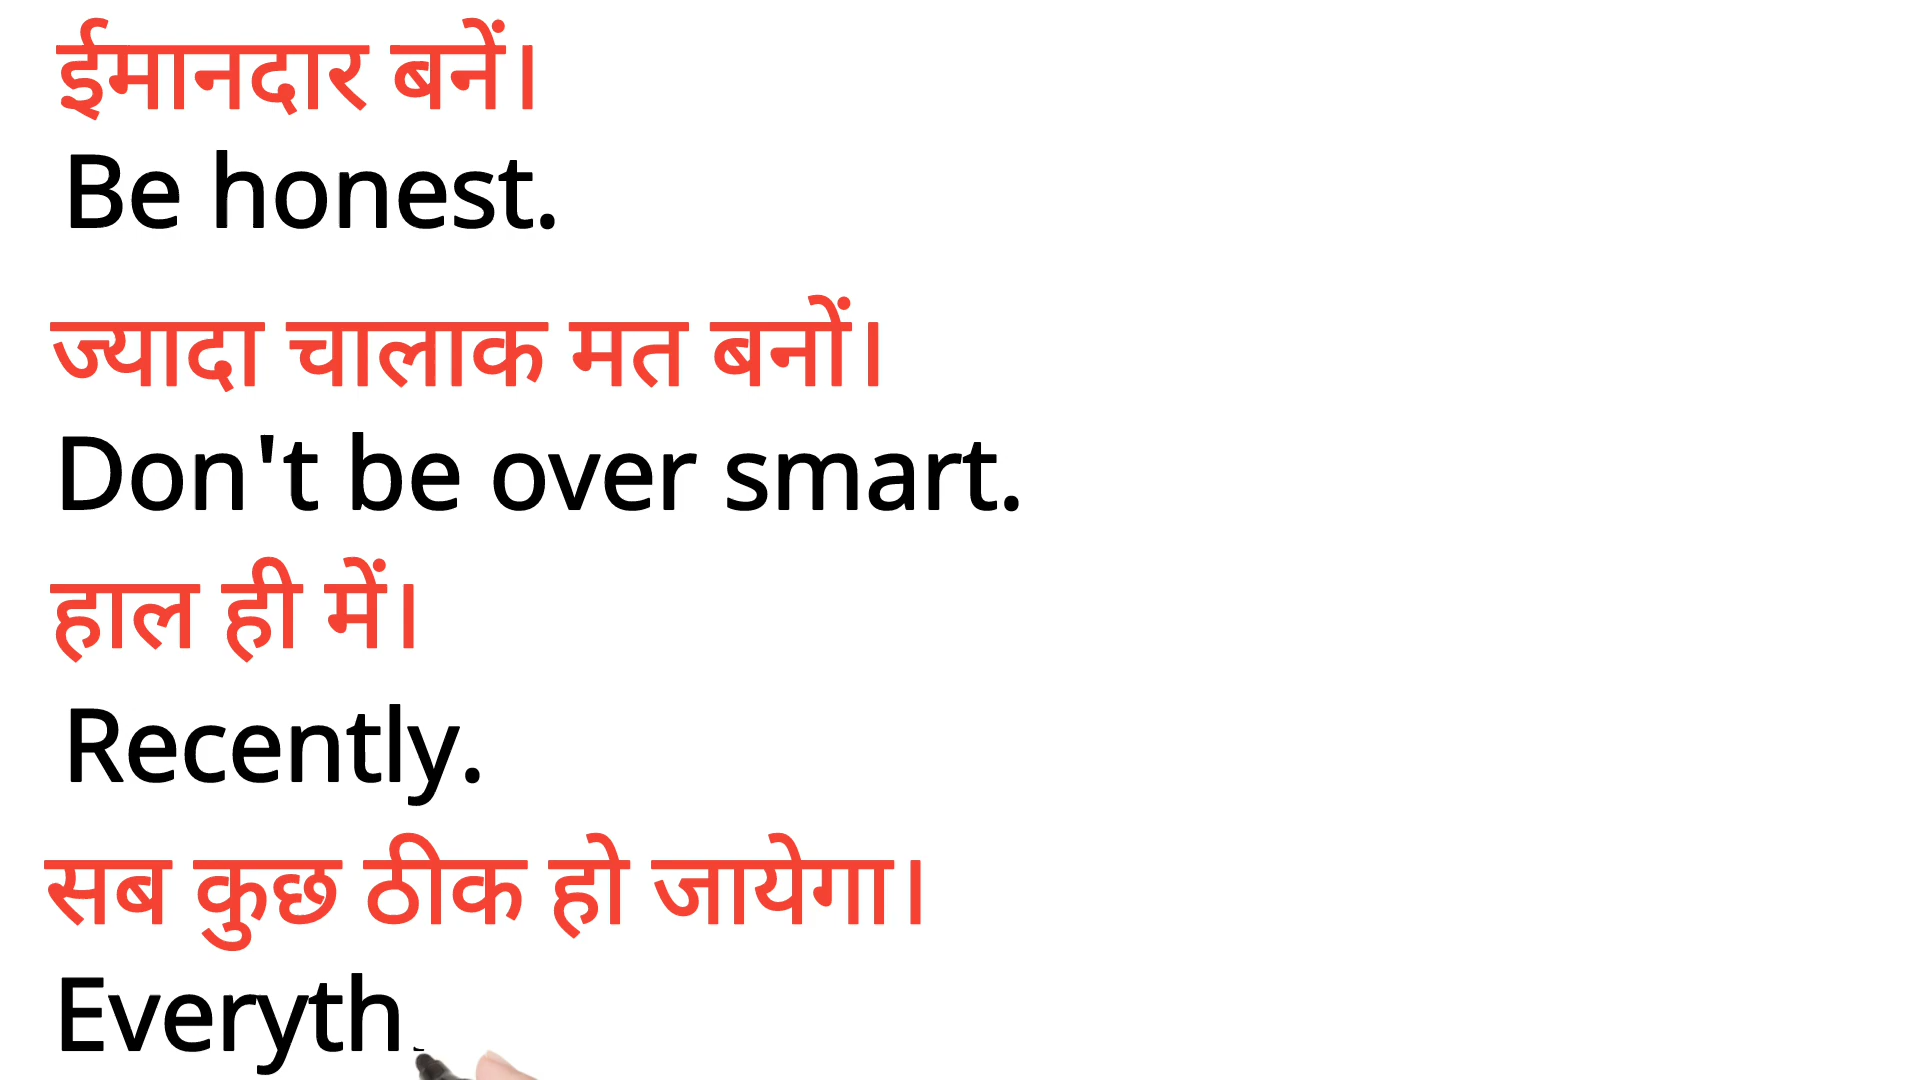 ईमानदार बनें।
Be honest.
ज्यादा चालाक मत बनों।
Don't be over smart.
हाल ही में।
Recently.
सब कुछ ठीक हो जायेगा।
Everyth